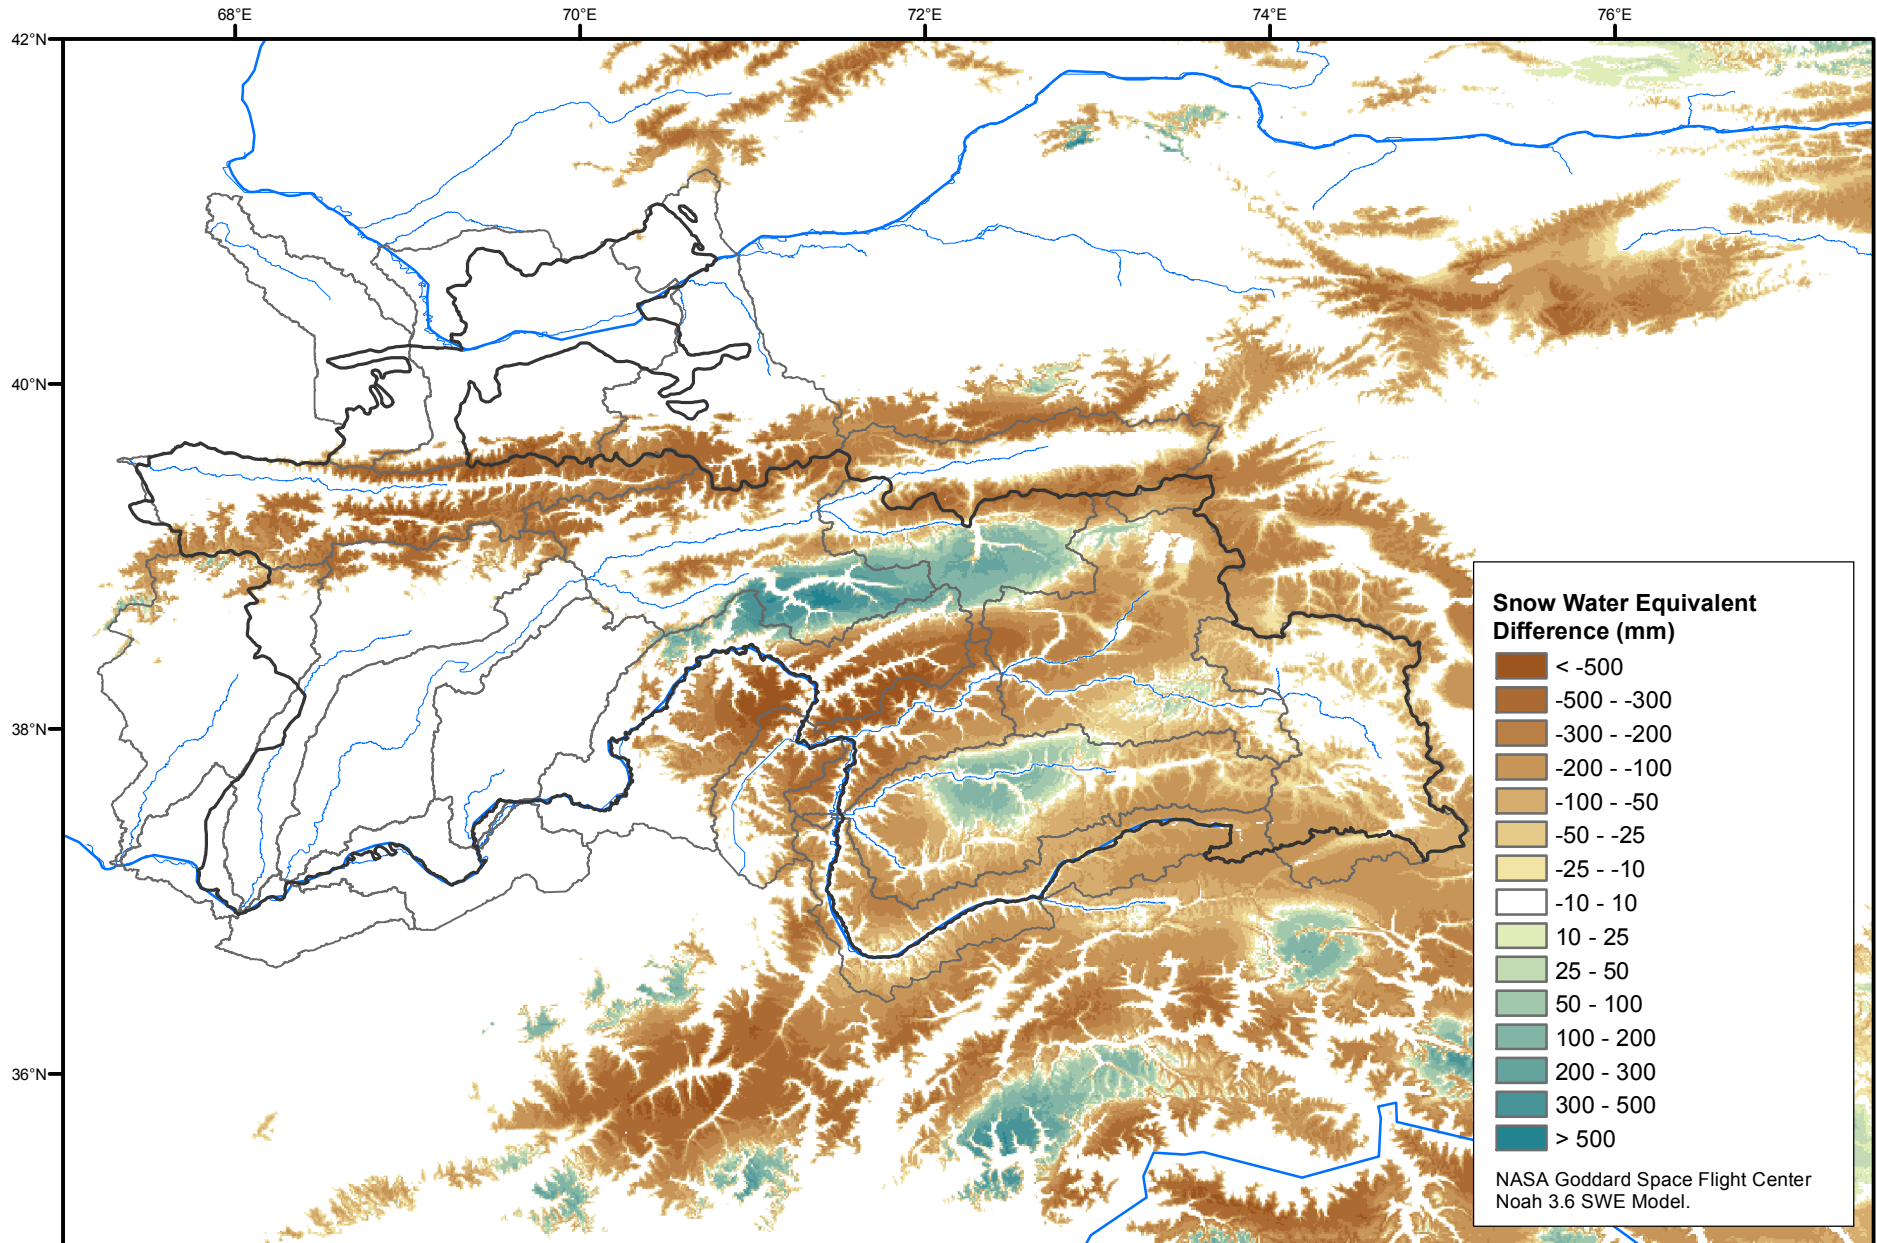 68°E
70°E
72°E
74°E
76°E
42°N
40°N
38°N
36°N
Snow Water Equivalent
Difference (mm)
< -500
-500 - -300
-300 - -200
-200 - -100
-100 - -50
-50 - -25
-25 - -10
-10 - 10
10 - 25
25 - 50
50 - 100
100 - 200
200 - 300
300 - 500
> 500
NASA Goddard Space Flight Center
Noah 3.6 SWE Model.